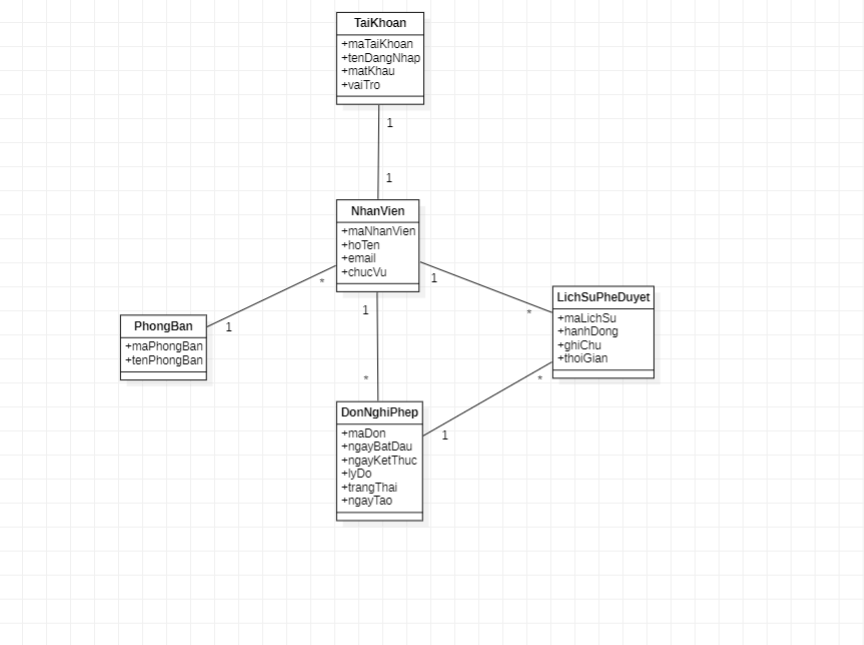 TaiKhoan
+maTaiKhoan
+tenDangNhap
+matKhau
+vaiTro
1
1
NhanVien
+maNhanVien
+hoTen
+email
+chucVu
*
1
1
*
1
*
PhongBan
+maPhongBan
+tenPhongBan
LichSuPheDuyet
+maLichSu
+hanhDong
+ghiChu
+thoiGian
*
1
DonNghiPhep
+maDon
+ngayBatDau
+ngayKetThuc
+lyDo
+trangThai
+ngayTao